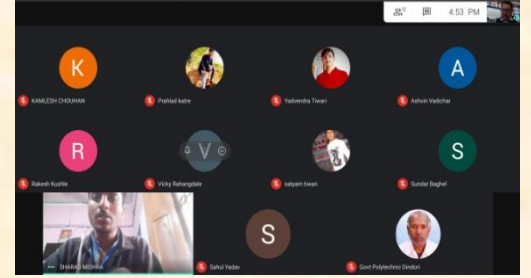 4:53 PM
K
A
KAMLESH CHOUHAN
Prahlad katre
Yadvendra Tiwari
Ashvin Vadichar
R
V
S
Rakesh Kushle
Vicky Rahangdale
satyam tiwari
Sundar Baghel
S
SHARAD MISHRA
Sahul Yadav
Govt Polytechnic Dindori